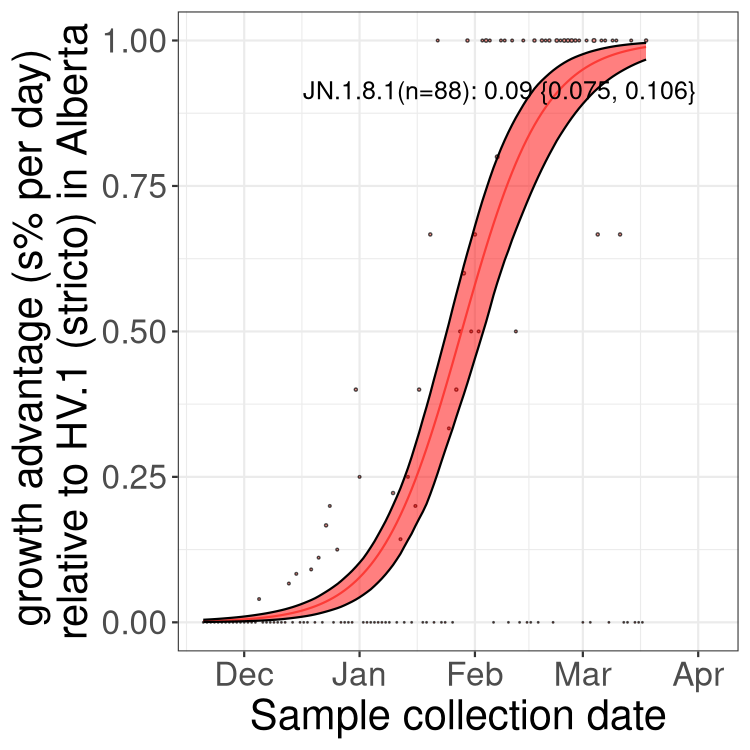 growth advantage (s% per day)
relative to HV.1 (stricto) in Alberta
1.00
0.75
0.50
0.25
0.00
JN.1.8.1(n=88): 0.09 {0.075, 0.106}
Dec Jan Feb Mar Apr
Sample collection date